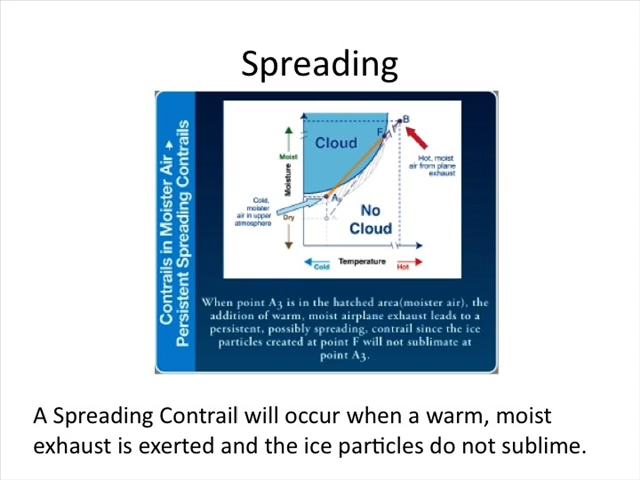 Spreading
Contrails in Moister Air →
Persistent Spreading Contrails
Cloud
F
B
Moist
Moisture
Hot, moist
air from plane
exhaust
Cold,
moister
air in upper
atmosphere
A₃
Dry
No
Cloud
Cold
Temperature
Hot
When point A3 is in the hatched area(moister air), the
addition of warm, moist airplane exhaust leads to a
persistent, possibly spreading, contrail since the ice
particles created at point F will not sublimate at
point A3.
A Spreading Contrail will occur when a warm, moist
exhaust is exerted and the ice particles do not sublime.